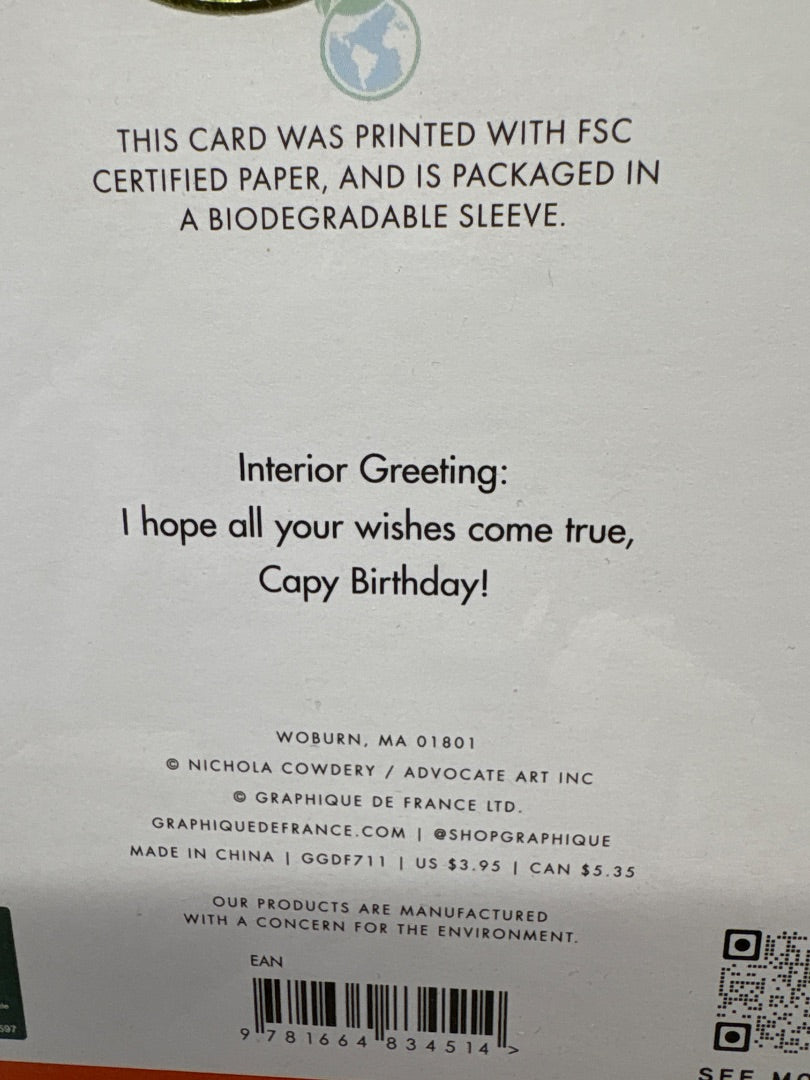 THIS CARD WAS PRINTED WITH FSC
CERTIFIED PAPER, AND IS PACKAGED IN
A BIODEGRADABLE SLEEVE.
Interior Greeting:
I hope all your wishes come true,
Capy Birthday!
WOBURN, MA 01801
© NICHOLA COWDERY / ADVOCATE ART INC
© GRAPHIQUE DE FRANCE LTD.
GRAPHIQUEDEFRANCE.COM | @SHOPGRAPHIQUE
MADE IN CHINA | GGDF711 | US $3.95 | CAN $5.35
OUR PRODUCTS ARE MANUFACTURED
WITH A CONCERN FOR THE ENVIRONMENT.
EAN
9 781664 834514 >
597
SEE